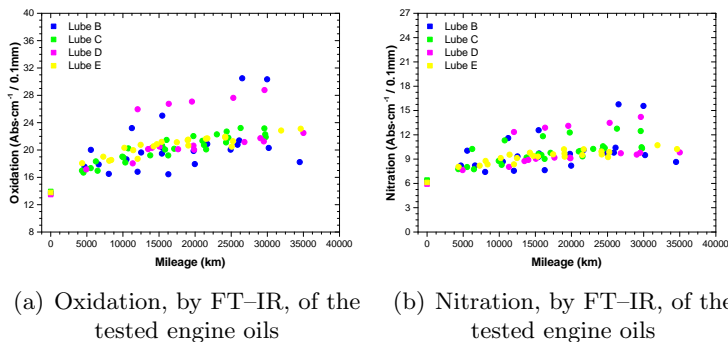 Lube B
Lube C
Lube D
Lube E
Oxidation (Abs·cm⁻¹ / 0.1mm)
40
36
32
28
24
20
16
12
8
0 5000 10000 15000 20000 25000 30000 35000 40000
Mileage (km)
(a) Oxidation, by FT–IR, of the
tested engine oils
Lube B
Lube C
Lube D
Lube E
Nitration (Abs·cm⁻¹ / 0.1mm)
27
24
21
18
15
12
9
6
3
0
0 5000 10000 15000 20000 25000 30000 35000 40000
Mileage (km)
(b) Nitration, by FT–IR, of the
tested engine oils